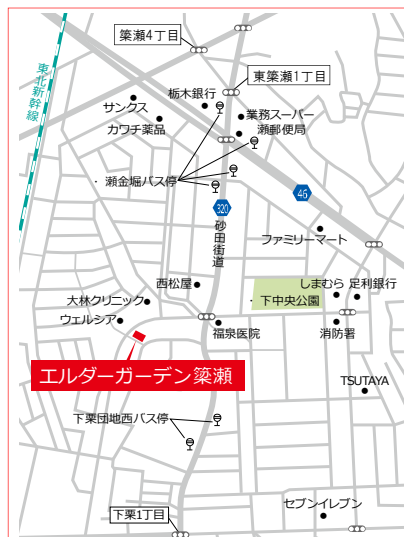 簗瀬4丁目
東北新幹線
栃木銀行
東簗瀬1丁目
サンクス
カワチ薬品
業務スーパー
瀬郵便局
・瀬金堀バス停
46
320
砂田街道
ファミリーマート
西松屋
しまむら 足利銀行
大林クリニック
・下中央公園
ウェルシア
福泉医院
消防署
エルダーガーデン簗瀬
TSUTAYA
下栗団地西バス停
セブンイレブン
下栗1丁目